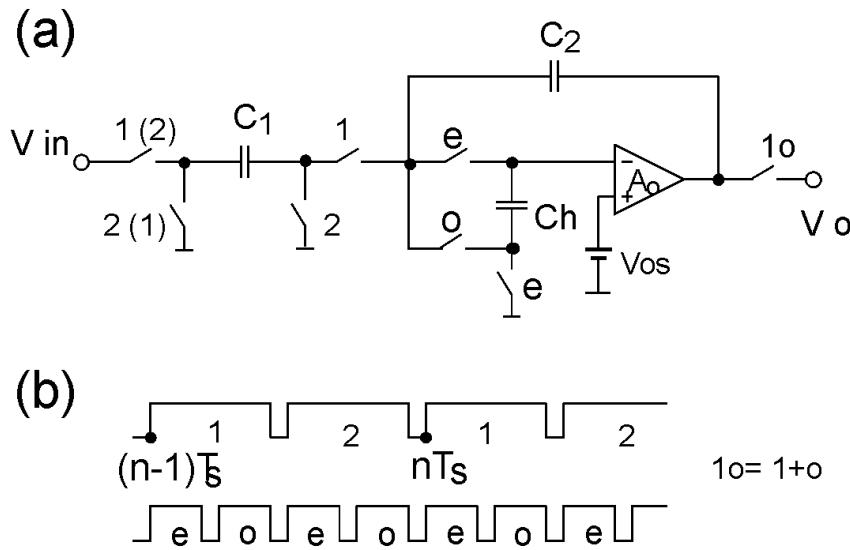 (a)
C2
V in
1 (2)
C1
1
e
1o
2 (1)
2
o
Ch
−
Ao
+
V o
Vos
e
(b)
1
2
1
2
(n-1)Ts
nTs
1o= 1+o
e
o
e
o
e
o
e